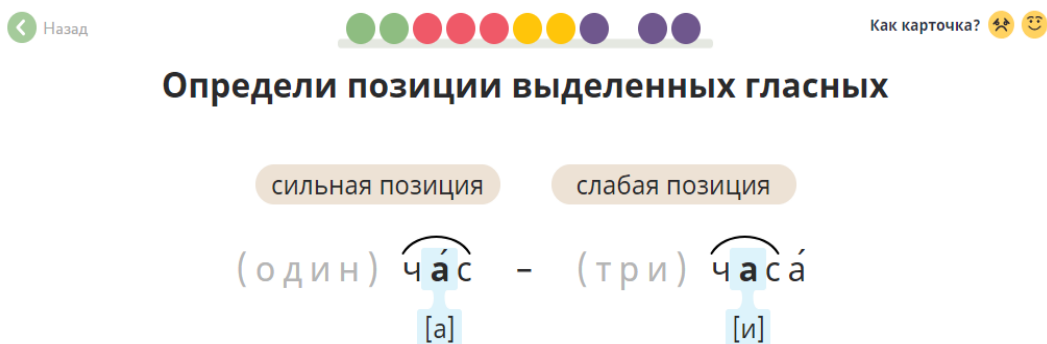 Назад
Как карточка?
Определи позиции выделенных гласных
сильная позиция слабая позиция
(один) ча́с – (три) часа́
[а] [и]